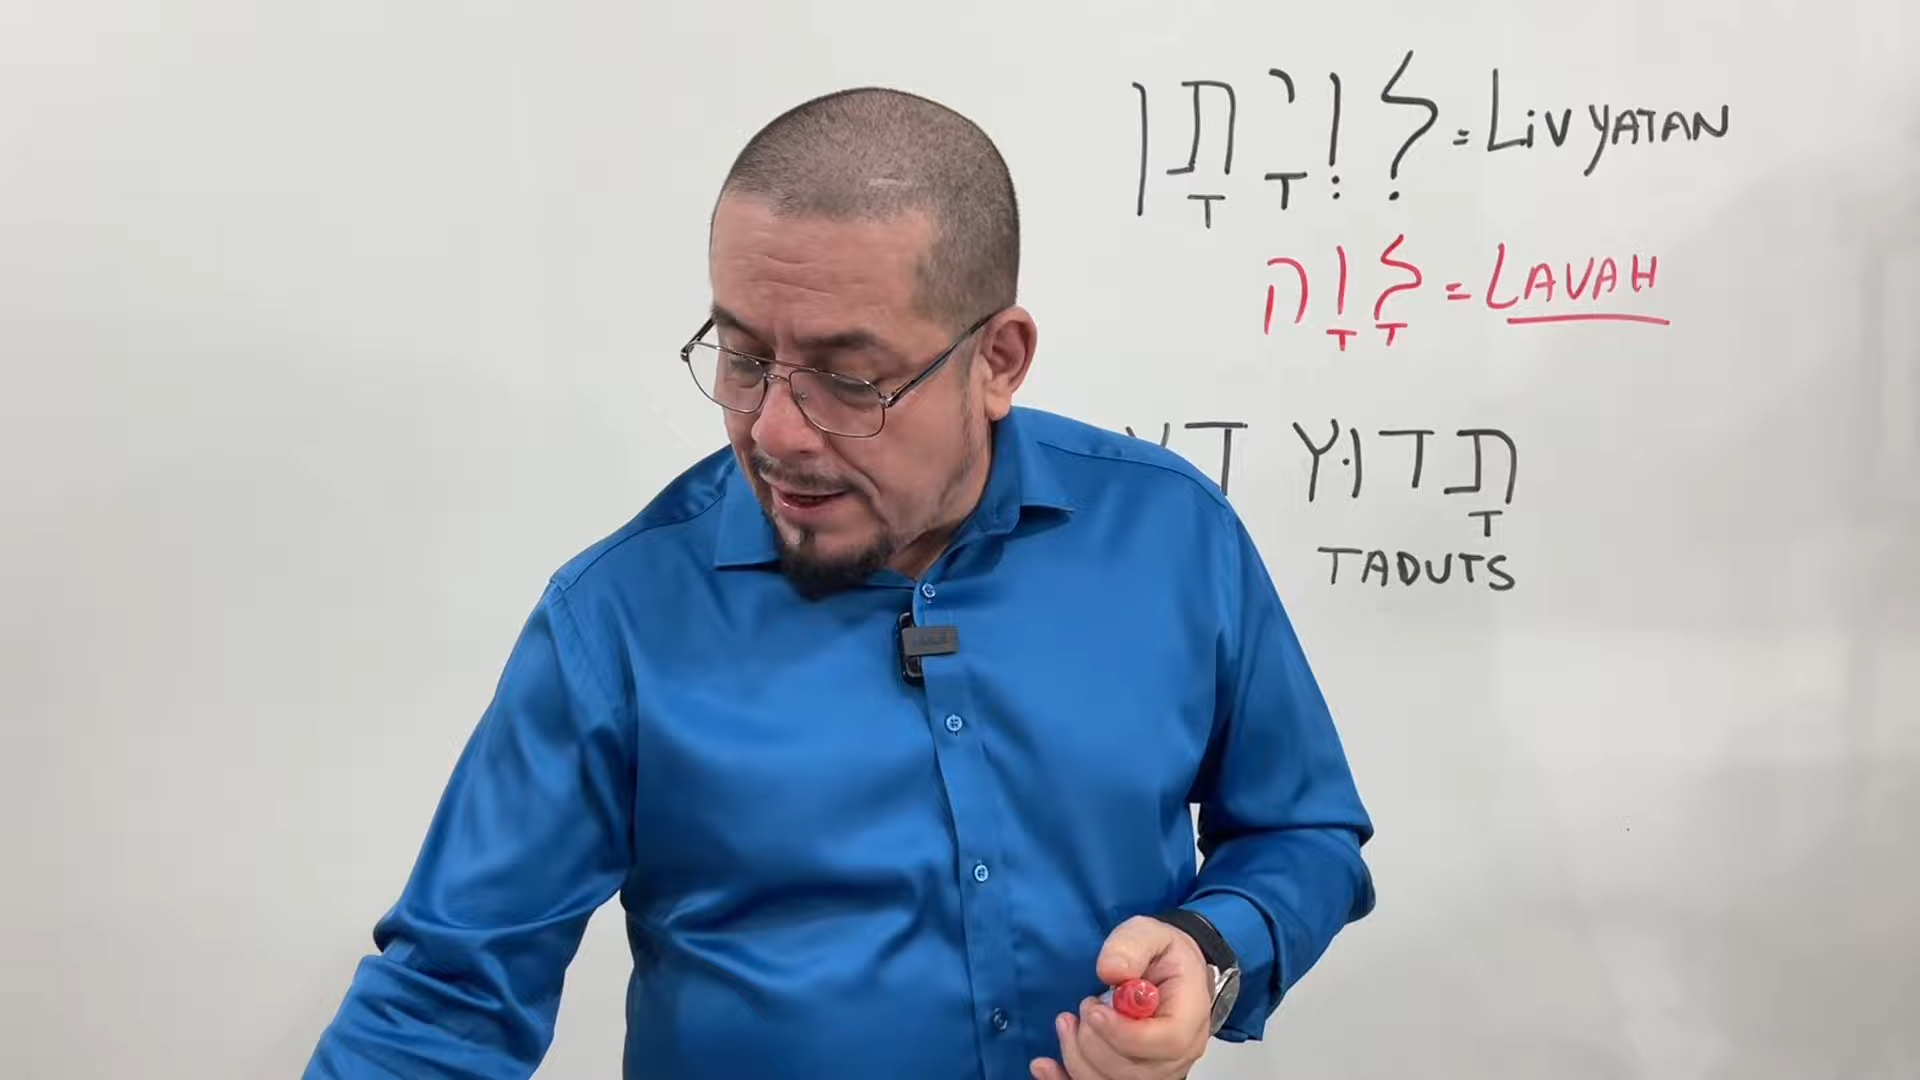 לִוְיָתָן = LiVYATAN
לָוָה = LAVAH
תָדוּץ
TADUTS